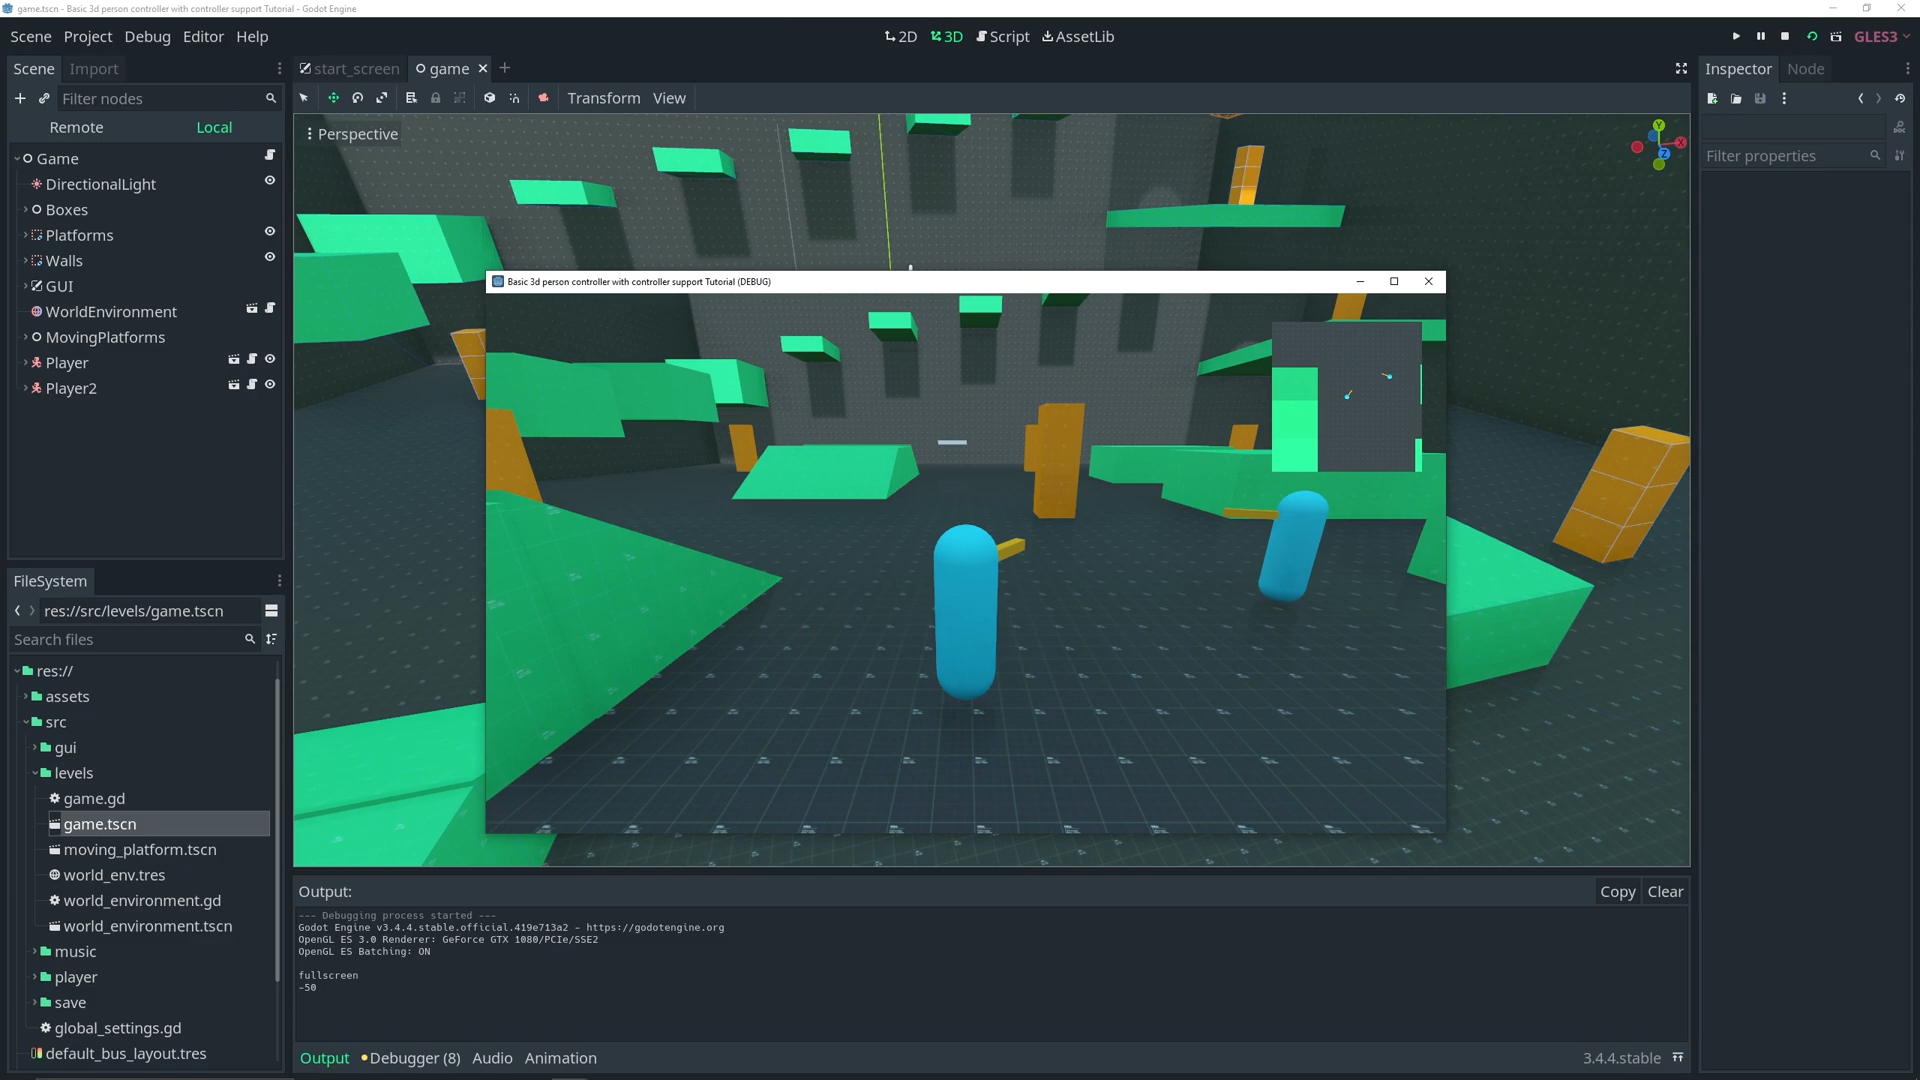 game.tscn - Basic 3d person controller with controller support Tutorial - Godot Engine
Scene Project Debug Editor Help
2D 3D Script AssetLib
GLES3
Scene Import
start_screen game
Inspector Node
Filter nodes
Transform View
Remote Local
Perspective
Y
X
Z
Filter properties
Game
DirectionalLight
Boxes
Platforms
Walls
GUI
WorldEnvironment
MovingPlatforms
Player
Player2
Basic 3d person controller with controller support Tutorial (DEBUG)
FileSystem
res://src/levels/game.tscn
Search files
res://
assets
src
gui
levels
game.gd
game.tscn
moving_platform.tscn
world_env.tres
world_environment.gd
world_environment.tscn
music
player
save
global_settings.gd
default_bus_layout.tres
Output:
Copy Clear
--- Debugging process started ---
Godot Engine v3.4.4.stable.official.419e713a2 - https://godotengine.org
OpenGL ES 3.0 Renderer: GeForce GTX 1080/PCIe/SSE2
OpenGL ES Batching: ON
fullscreen
-50
Output Debugger (8) Audio Animation
3.4.4.stable